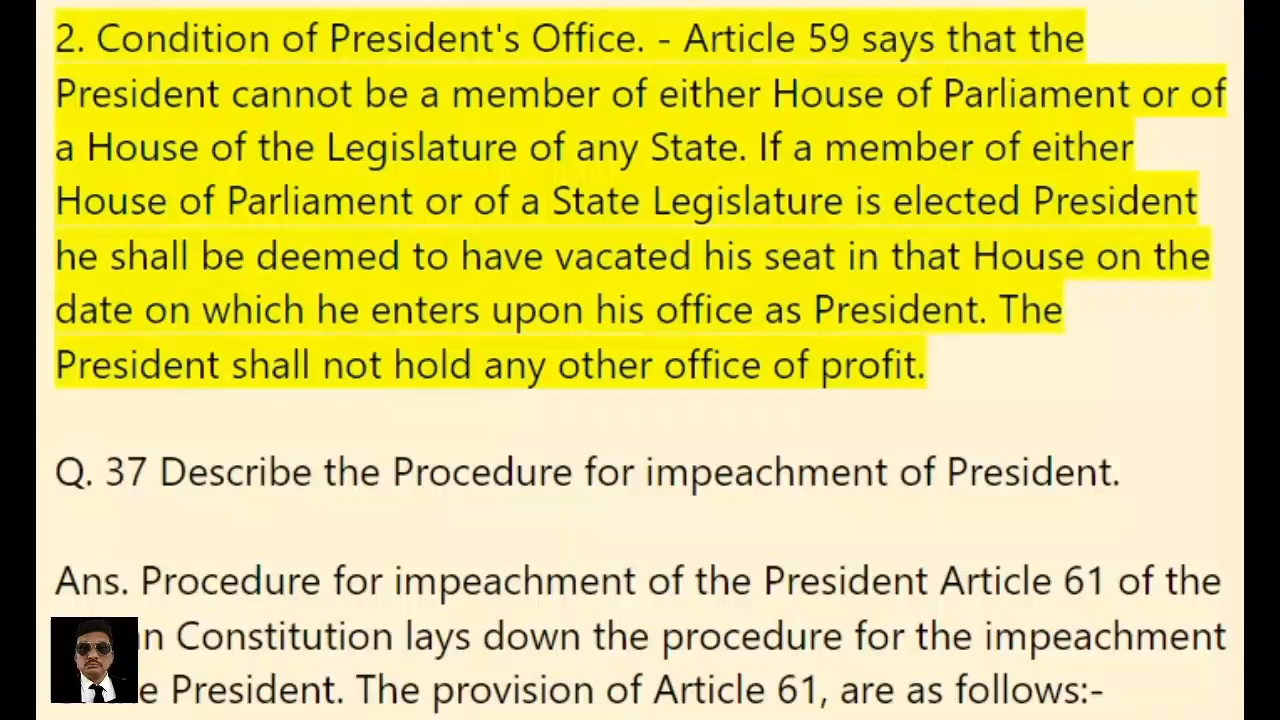 2. Condition of President's Office. - Article 59 says that the
President cannot be a member of either House of Parliament or of
a House of the Legislature of any State. If a member of either
House of Parliament or of a State Legislature is elected President
he shall be deemed to have vacated his seat in that House on the
date on which he enters upon his office as President. The
President shall not hold any other office of profit.
Q. 37 Describe the Procedure for impeachment of President.
Ans. Procedure for impeachment of the President Article 61 of the
Constitution lays down the procedure for the impeachment
President. The provision of Article 61, are as follows:-